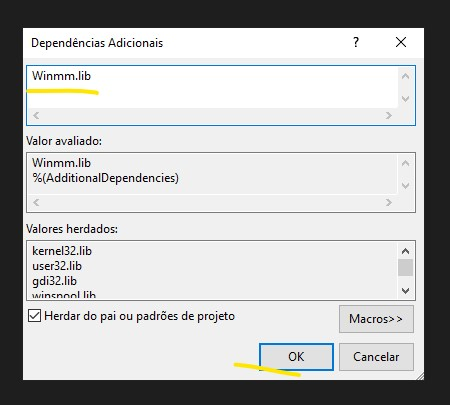 Dependências Adicionais
Winmm.lib
Valor avaliado:
Winmm.lib
%(AdditionalDependencies)
Valores herdados:
kernel32.lib
user32.lib
gdi32.lib
winspool.lib
Herdar do pai ou padrões de projeto
Macros>>
OK
Cancelar